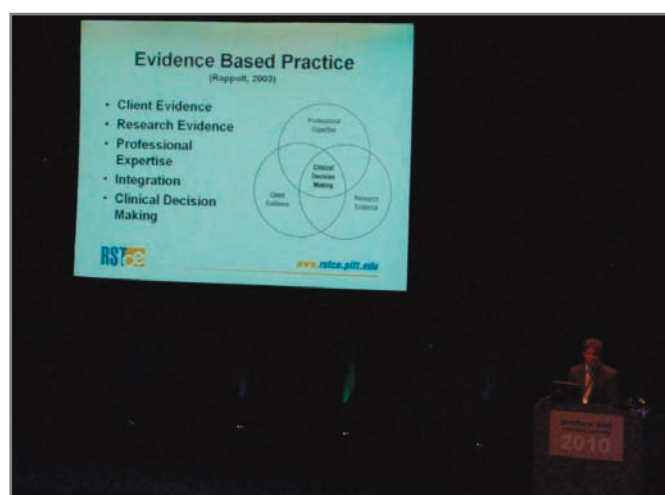 Evidence Based Practice
(Rappolt, 2003)
• Client Evidence
• Research Evidence
• Professional
Expertise
• Integration
• Clinical Decision
Making
Professional
Expertise
Clinical
Decision
Making
Client
Evidence
Research
Evidence
RSTce
www.rstce.pitt.edu
2010